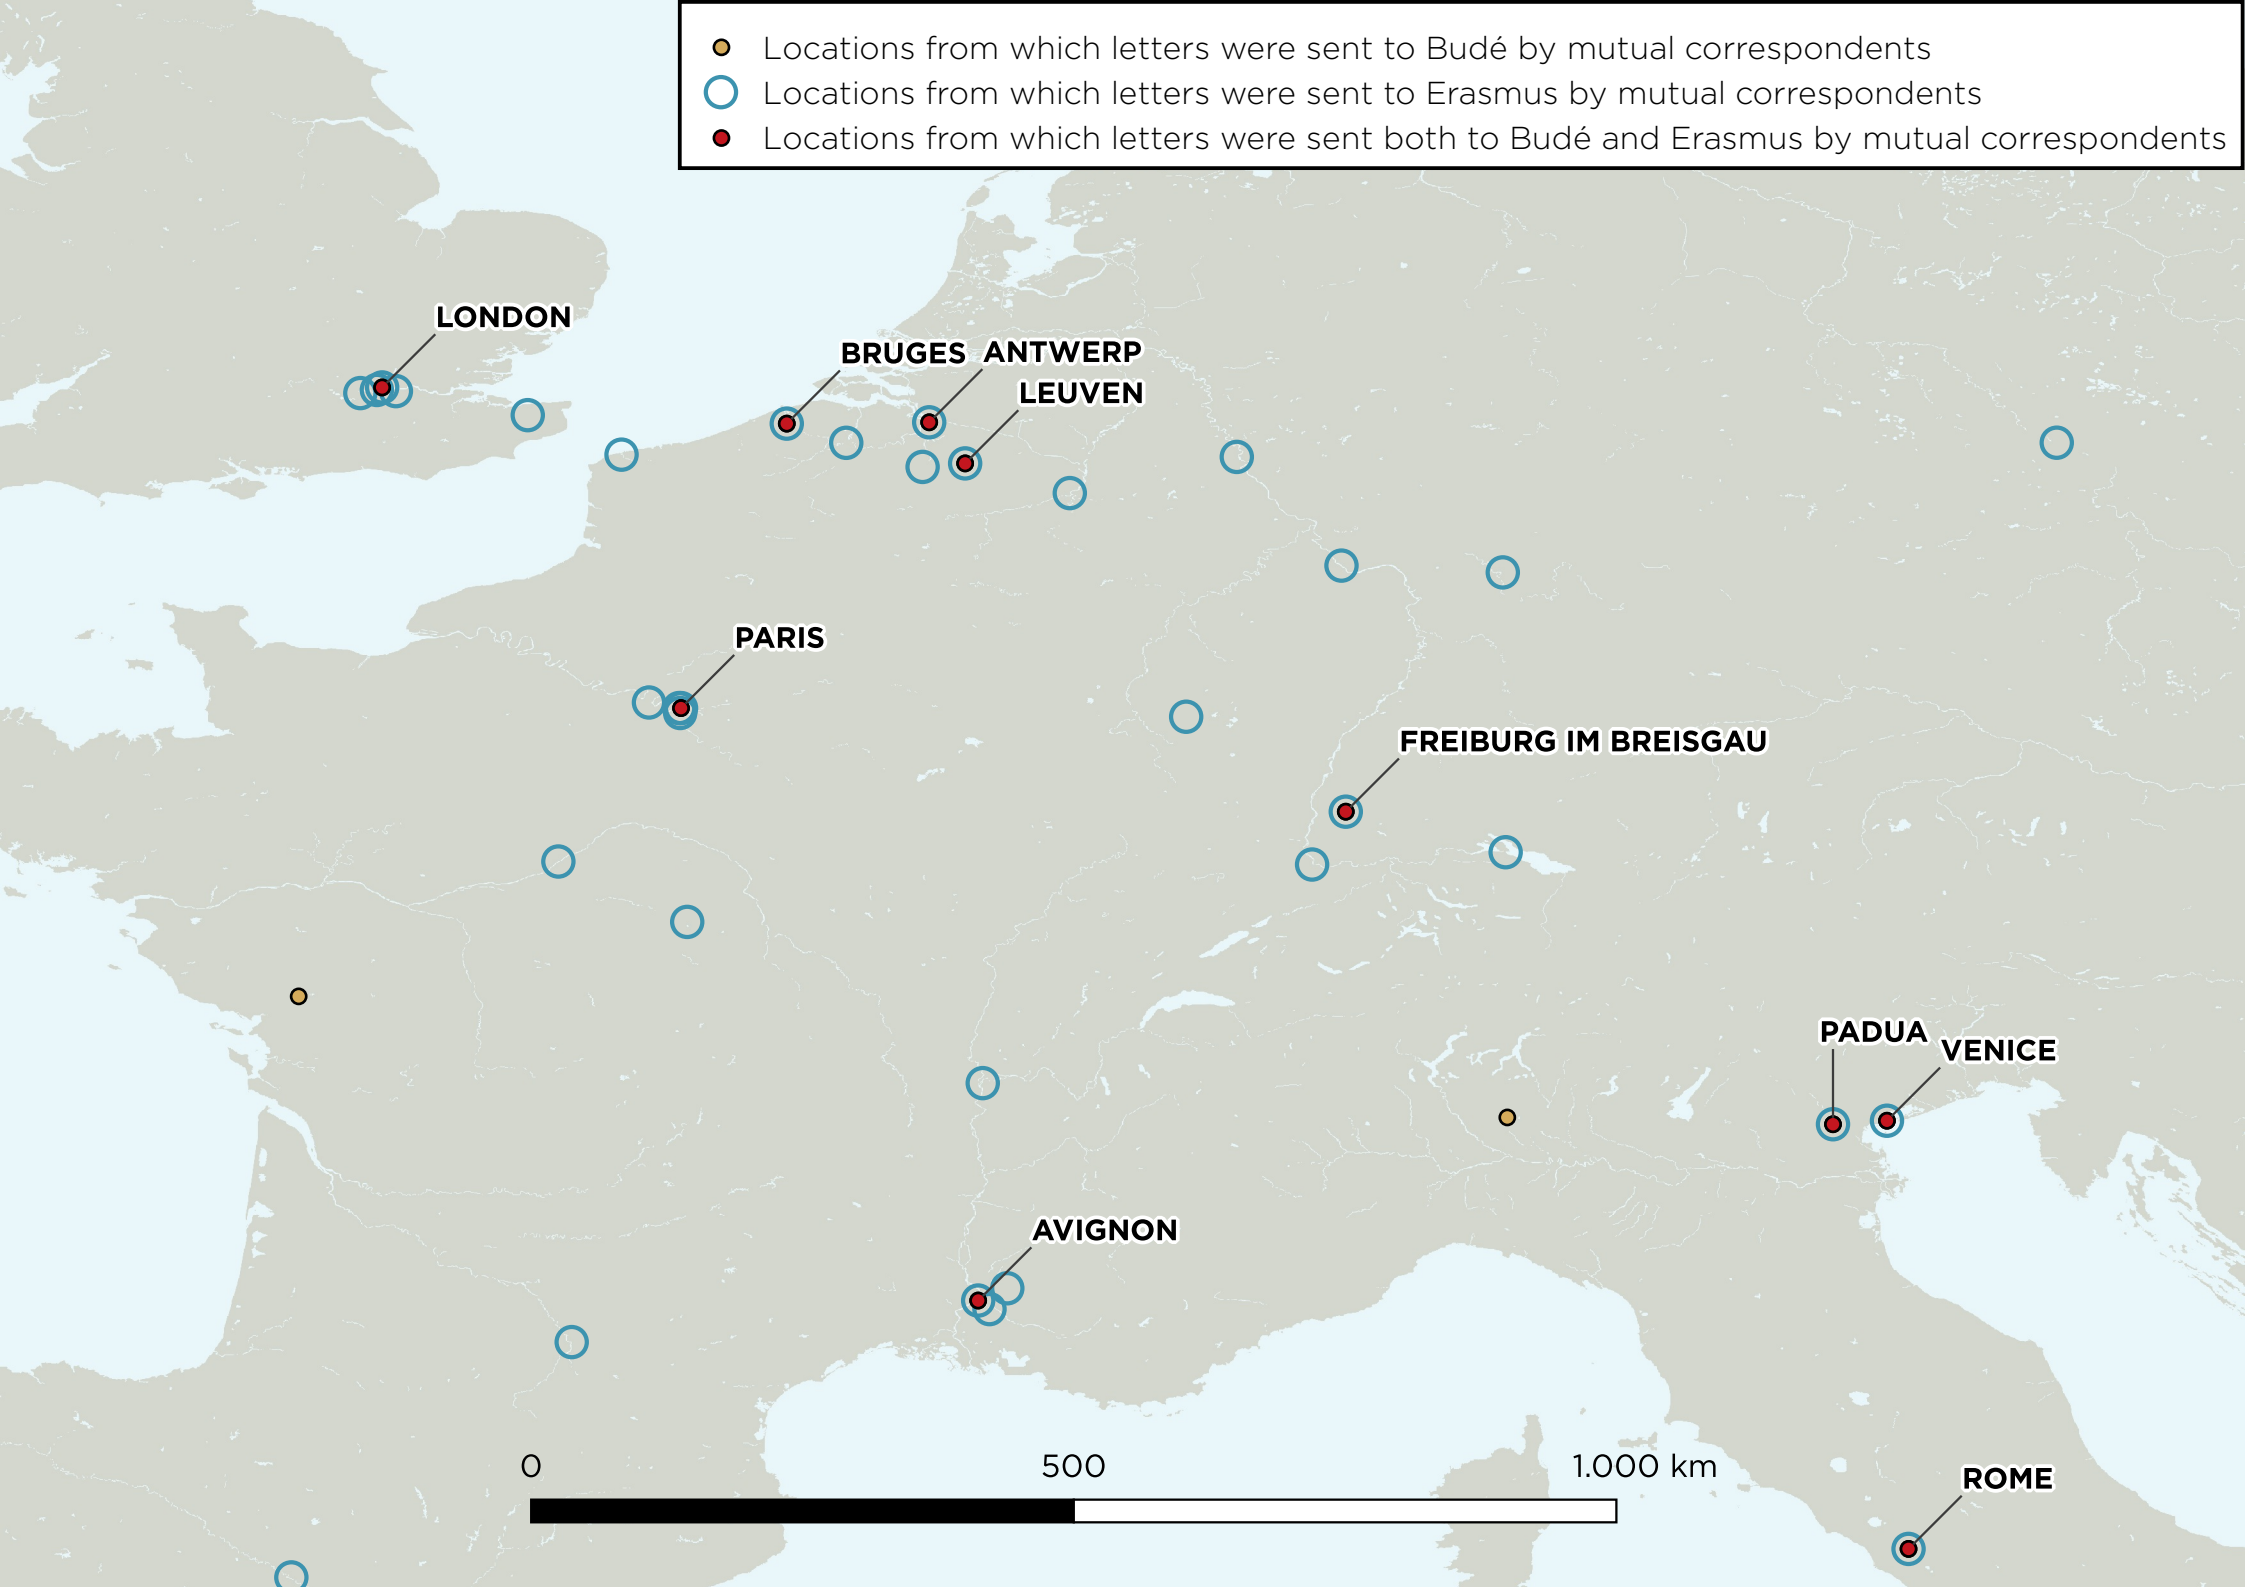 Locations from which letters were sent to Budé by mutual correspondents
Locations from which letters were sent to Erasmus by mutual correspondents
Locations from which letters were sent both to Budé and Erasmus by mutual correspondents
LONDON
BRUGES
ANTWERP
LEUVEN
PARIS
FREIBURG IM BREISGAU
PADUA
VENICE
AVIGNON
0 500 1.000 km
ROME